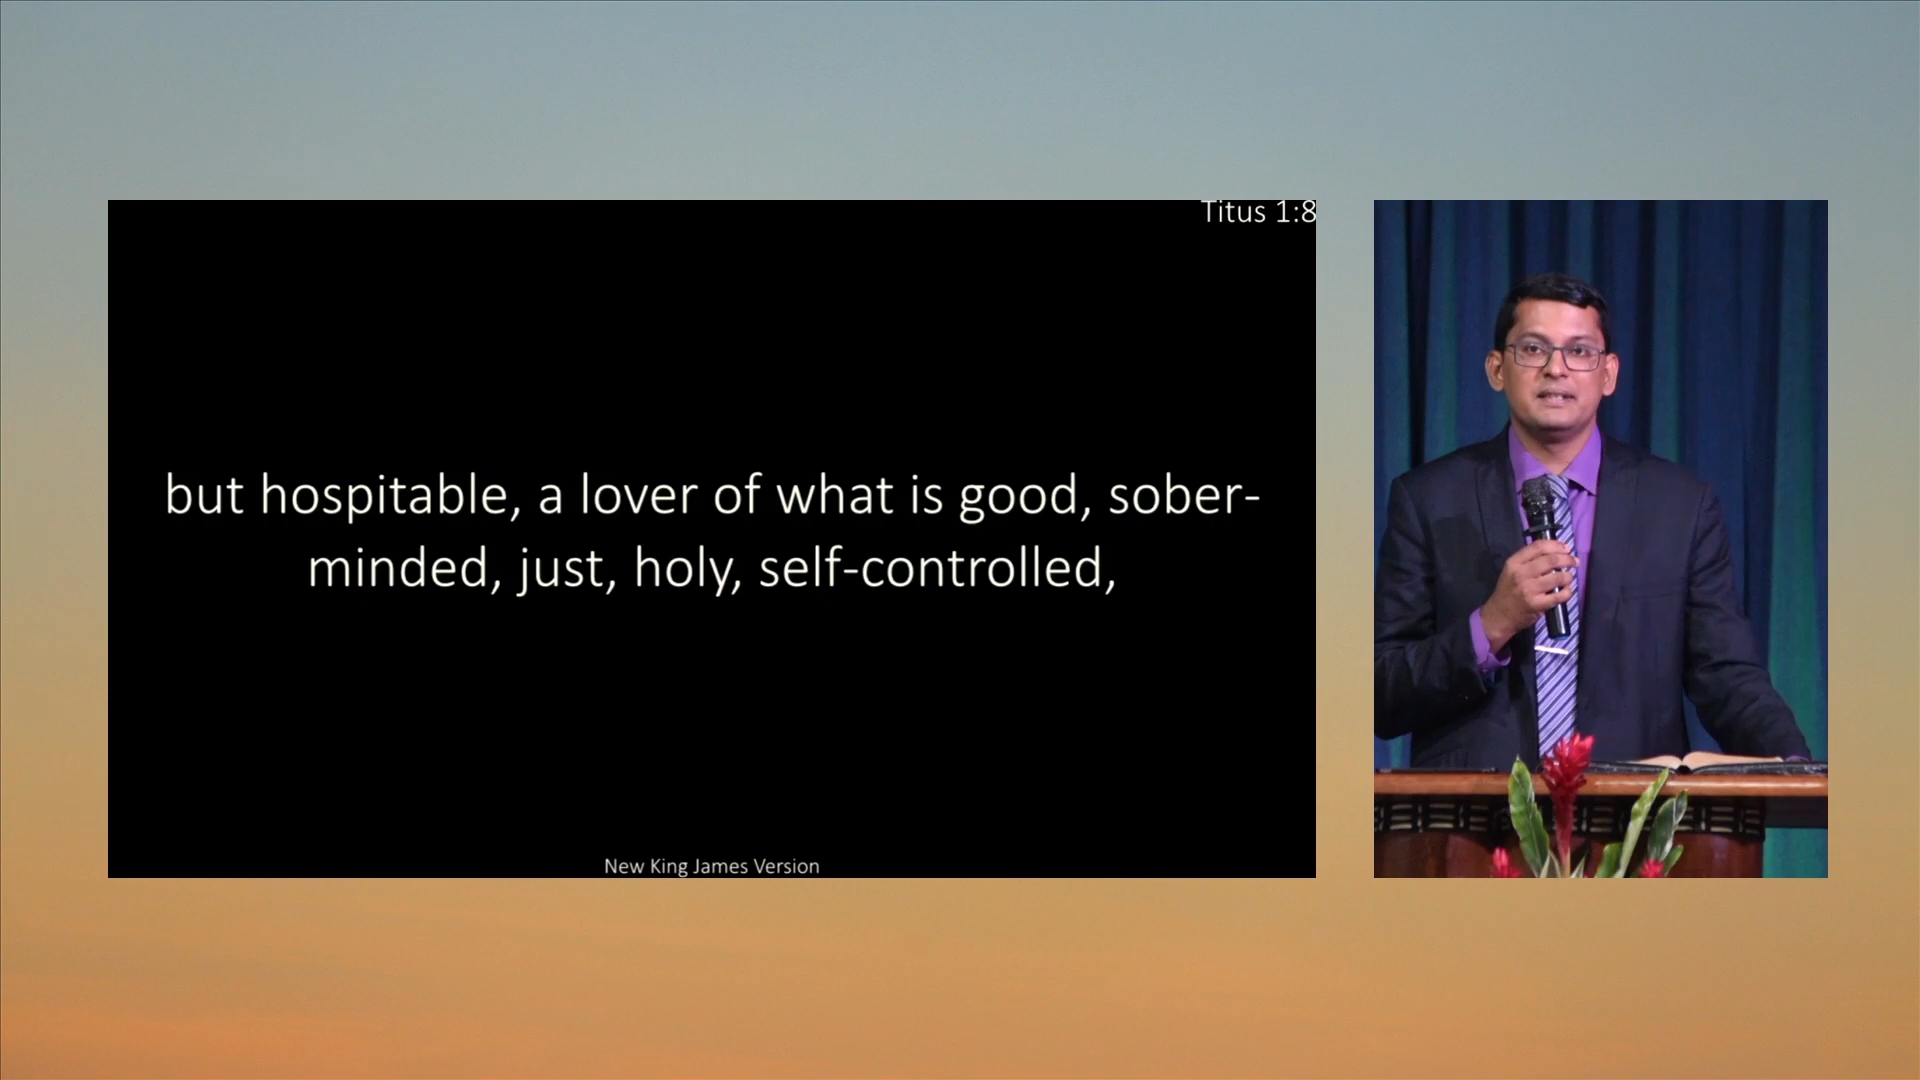 Titus 1:8
but hospitable, a lover of what is good, sober-
minded, just, holy, self-controlled,
New King James Version